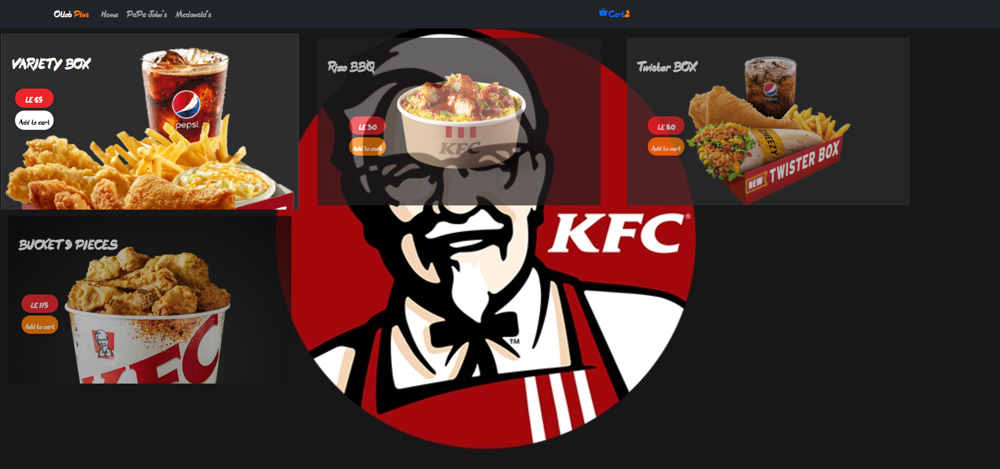 Otlob Plus Home PaPa John's Mcdonald's Cart2
VARIETY BOX
LE 65
Add to cart
pepsi
Rizo BBQ
LE 30
Add to cart
KFC
Twister BOX
LE 80
Add to cart
pepsi
CHEEZY
NEW TWISTER BOX
BUCKET 9 PIECES
LE 115
Add to cart
KFC
KFC®
TM